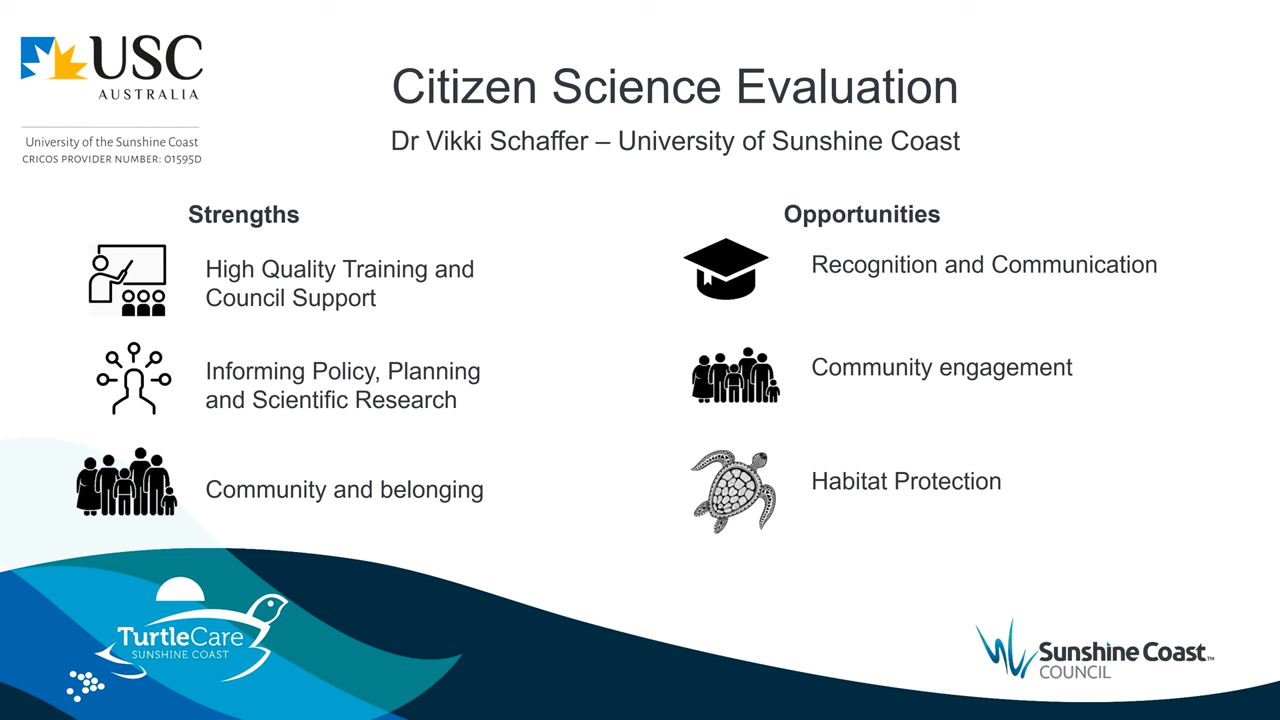 USC
AUSTRALIA
University of the Sunshine Coast
CRICOS PROVIDER NUMBER: 01595D
Citizen Science Evaluation
Dr Vikki Schaffer – University of Sunshine Coast
Strengths
High Quality Training and
Council Support
Informing Policy, Planning
and Scientific Research
Community and belonging
Opportunities
Recognition and Communication
Community engagement
Habitat Protection
TurtleCare
SUNSHINE COAST
Sunshine Coast™
COUNCIL